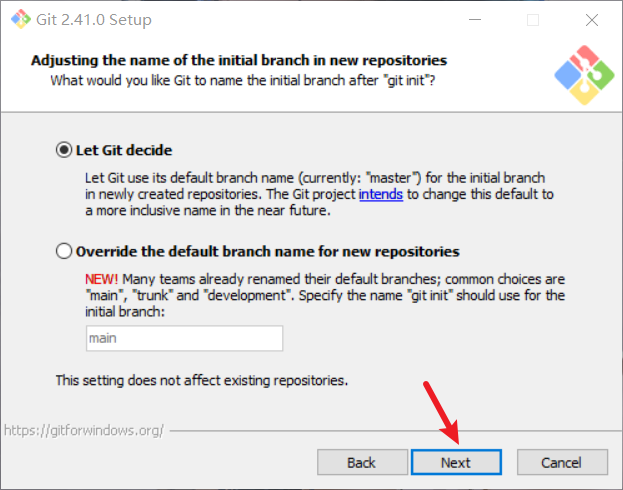 Git 2.41.0 Setup
Adjusting the name of the initial branch in new repositories
What would you like Git to name the initial branch after "git init"?
Let Git decide
Let Git use its default branch name (currently: "master") for the initial branch
in newly created repositories. The Git project intends to change this default to
a more inclusive name in the near future.
Override the default branch name for new repositories
NEW! Many teams already renamed their default branches; common choices are
"main", "trunk" and "development". Specify the name "git init" should use for the
initial branch:
main
This setting does not affect existing repositories.
https://gitforwindows.org/
Back
Next
Cancel